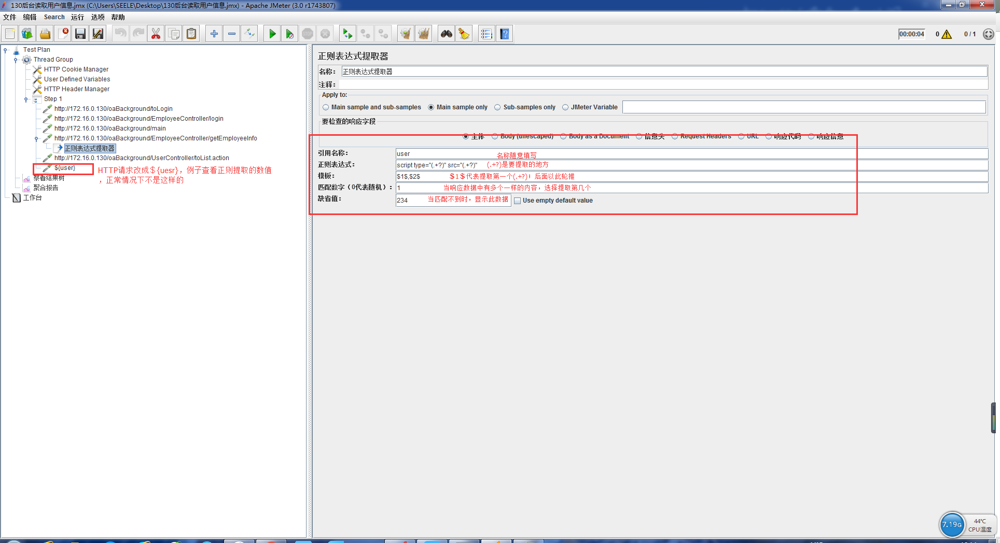 130后台读取用户信息.jmx (C:\Users\SEELE\Desktop\130后台读取用户信息.jmx) - Apache JMeter (3.0 r1743807)
文件 编辑 Search 运行 选项 帮助
00:00:04 0 0 / 1
Test Plan
Thread Group
HTTP Cookie Manager
User Defined Variables
HTTP Header Manager
Step 1
http://172.16.0.130/oaBackground/toLogin
http://172.16.0.130/oaBackground/EmployeeController/login
http://172.16.0.130/oaBackground/main
http://172.16.0.130/oaBackground/EmployeeController/getEmployeeInfo
正则表达式提取器
http://172.16.0.130/oaBackground/UserController/toList.action
${user}
HTTP请求改成＄{uesr}，例子查看正则提取的数值
，正常情况下不是这样的
察看结果树
聚合报告
工作台
正则表达式提取器
名称： 正则表达式提取器
注释：
Apply to:
Main sample and sub-samples Main sample only Sub-samples only JMeter Variable
要检查的响应字段
主体 Body (unescaped) Body as a Document 信息头 Request Headers URL 响应代码 响应信息
引用名称： user 名称随意填写
正则表达式： script type="(.+?)" src="(.+?)" (.+?)是要提取的地方
模板： $1$,$2$ ＄1＄代表提取第一个(.+?)；后面以此轮推
匹配数字（0代表随机）： 1 当响应数据中有多个一样的内容，选择提取第几个
缺省值： 234 当匹配不到时，显示此数据 Use empty default value
7.19G
44℃
CPU温度